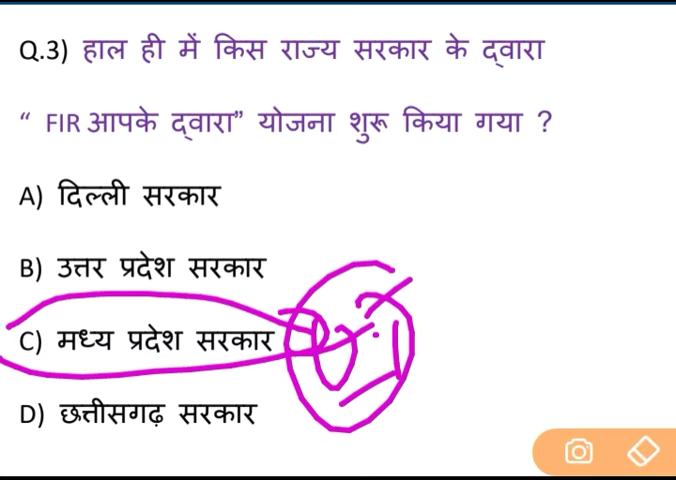 Q.3) हाल ही में किस राज्य सरकार के द्वारा
“ FIR आपके द्वारा” योजना शुरू किया गया ?
A) दिल्ली सरकार
B) उत्तर प्रदेश सरकार
C) मध्य प्रदेश सरकार
D) छत्तीसगढ़ सरकार